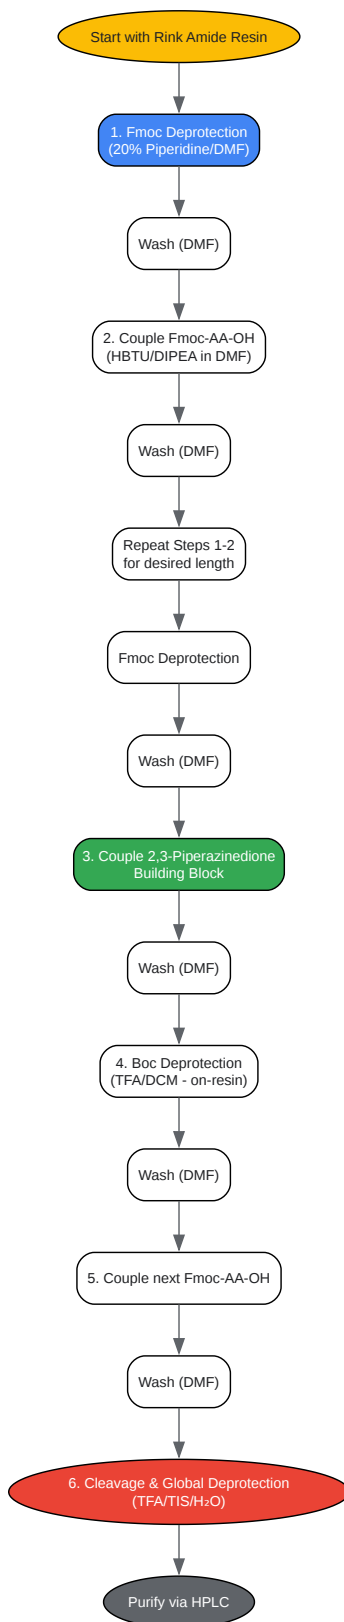 Start with Rink Amide Resin
1. Fmoc Deprotection
(20% Piperidine/DMF)
Wash (DMF)
2. Couple Fmoc-AA-OH
(HBTU/DIPEA in DMF)
Wash (DMF)
Repeat Steps 1-2
for desired length
Fmoc Deprotection
Wash (DMF)
3. Couple 2,3-Piperazinedione
Building Block
Wash (DMF)
4. Boc Deprotection
(TFA/DCM - on-resin)
Wash (DMF)
5. Couple next Fmoc-AA-OH
Wash (DMF)
6. Cleavage & Global Deprotection
(TFA/TIS/H₂O)
Purify via HPLC